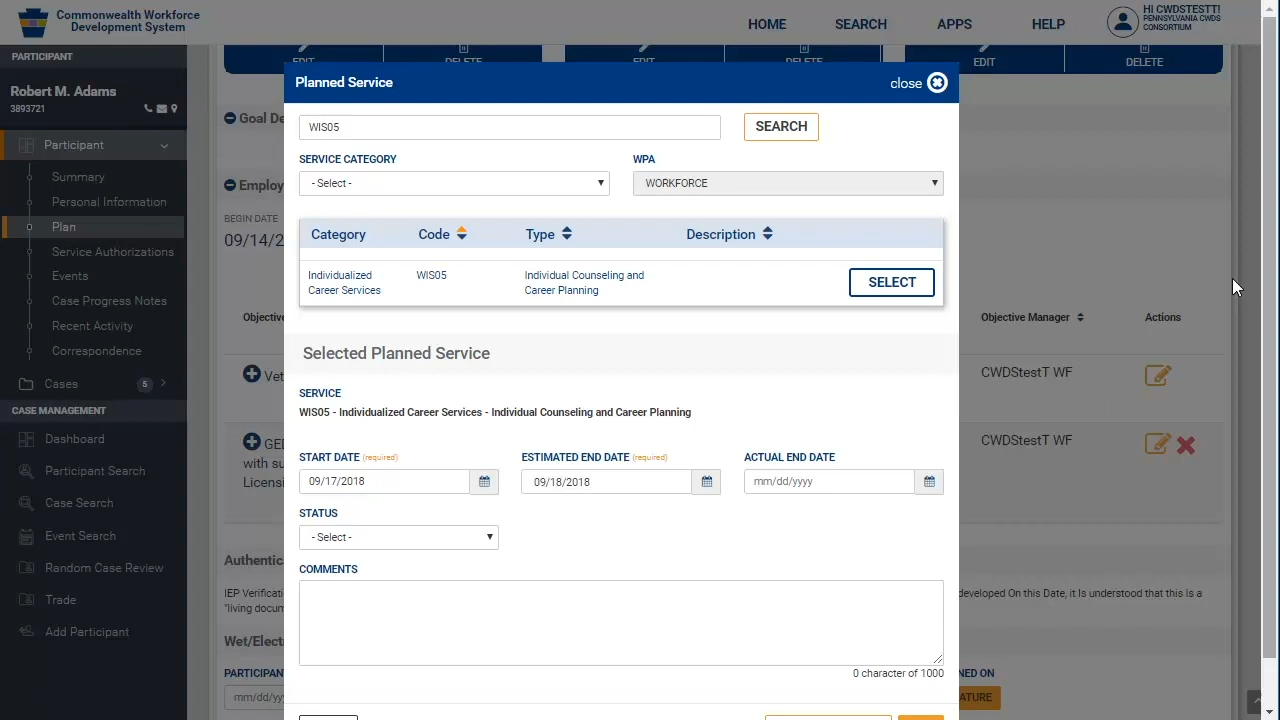 Commonwealth Workforce
Development System
HOME
SEARCH
APPS
HELP
HI CWDSTESTT!
PENNSYLVANIA CWDS
CONSORTIUM
PARTICIPANT
Robert M. Adams
3893721
Participant
Summary
Personal Information
Plan
Service Authorizations
Events
Case Progress Notes
Recent Activity
Correspondence
Cases 5
CASE MANAGEMENT
Dashboard
Participant Search
Case Search
Event Search
Random Case Review
Trade
Add Participant
EDIT DELETE EDIT DELETE EDIT DELETE
Goal De
Employ
BEGIN DATE
09/14/2
Objective
Objective Manager Actions
Vet
CWDStestT WF
GED
with su
Licensi
CWDStestT WF
Authentic
IEP Verificati
"living docum
developed On this Date, it Is understood that this is a
Wet/Electr
PARTICIPANT
mm/dd/yy
NED ON
ATURE
Planned Service
close
WIS05
SEARCH
SERVICE CATEGORY WPA
- Select - WORKFORCE
Category Code Type Description
Individualized
Career Services
WIS05
Individual Counseling and
Career Planning
SELECT
Selected Planned Service
SERVICE
WIS05 - Individualized Career Services - Individual Counseling and Career Planning
START DATE (required) ESTIMATED END DATE (required) ACTUAL END DATE
09/17/2018 09/18/2018 mm/dd/yyyy
STATUS
- Select -
COMMENTS
0 character of 1000